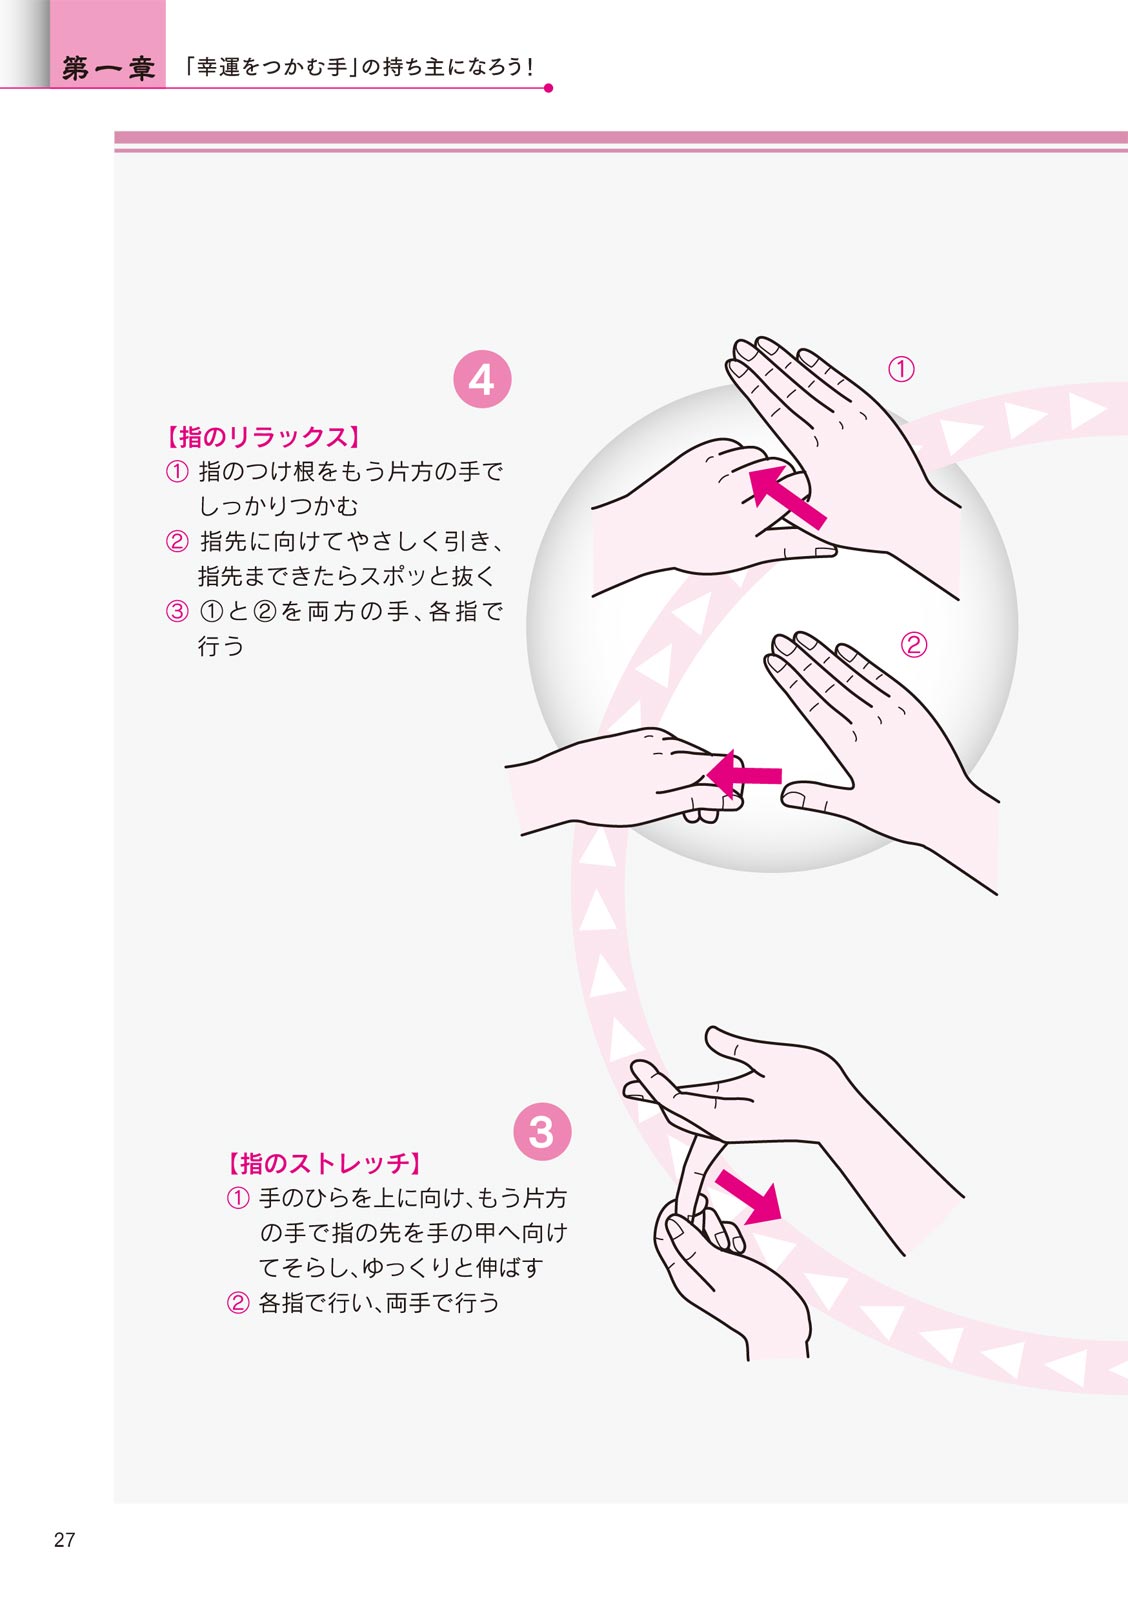 第一章
「幸運をつかむ手」の持ち主になろう!
4
【指のリラックス】
① 指のつけ根をもう片方の手で
しっかりつかむ
② 指先に向けてやさしく引き、
指先まできたらスポッと抜く
③ ①と②を両方の手、各指で
行う
①
②
3
【指のストレッチ】
① 手のひらを上に向け、もう片方
の手で指の先を手の甲へ向け
てそらし、ゆっくりと伸ばす
② 各指で行い、両手で行う
27